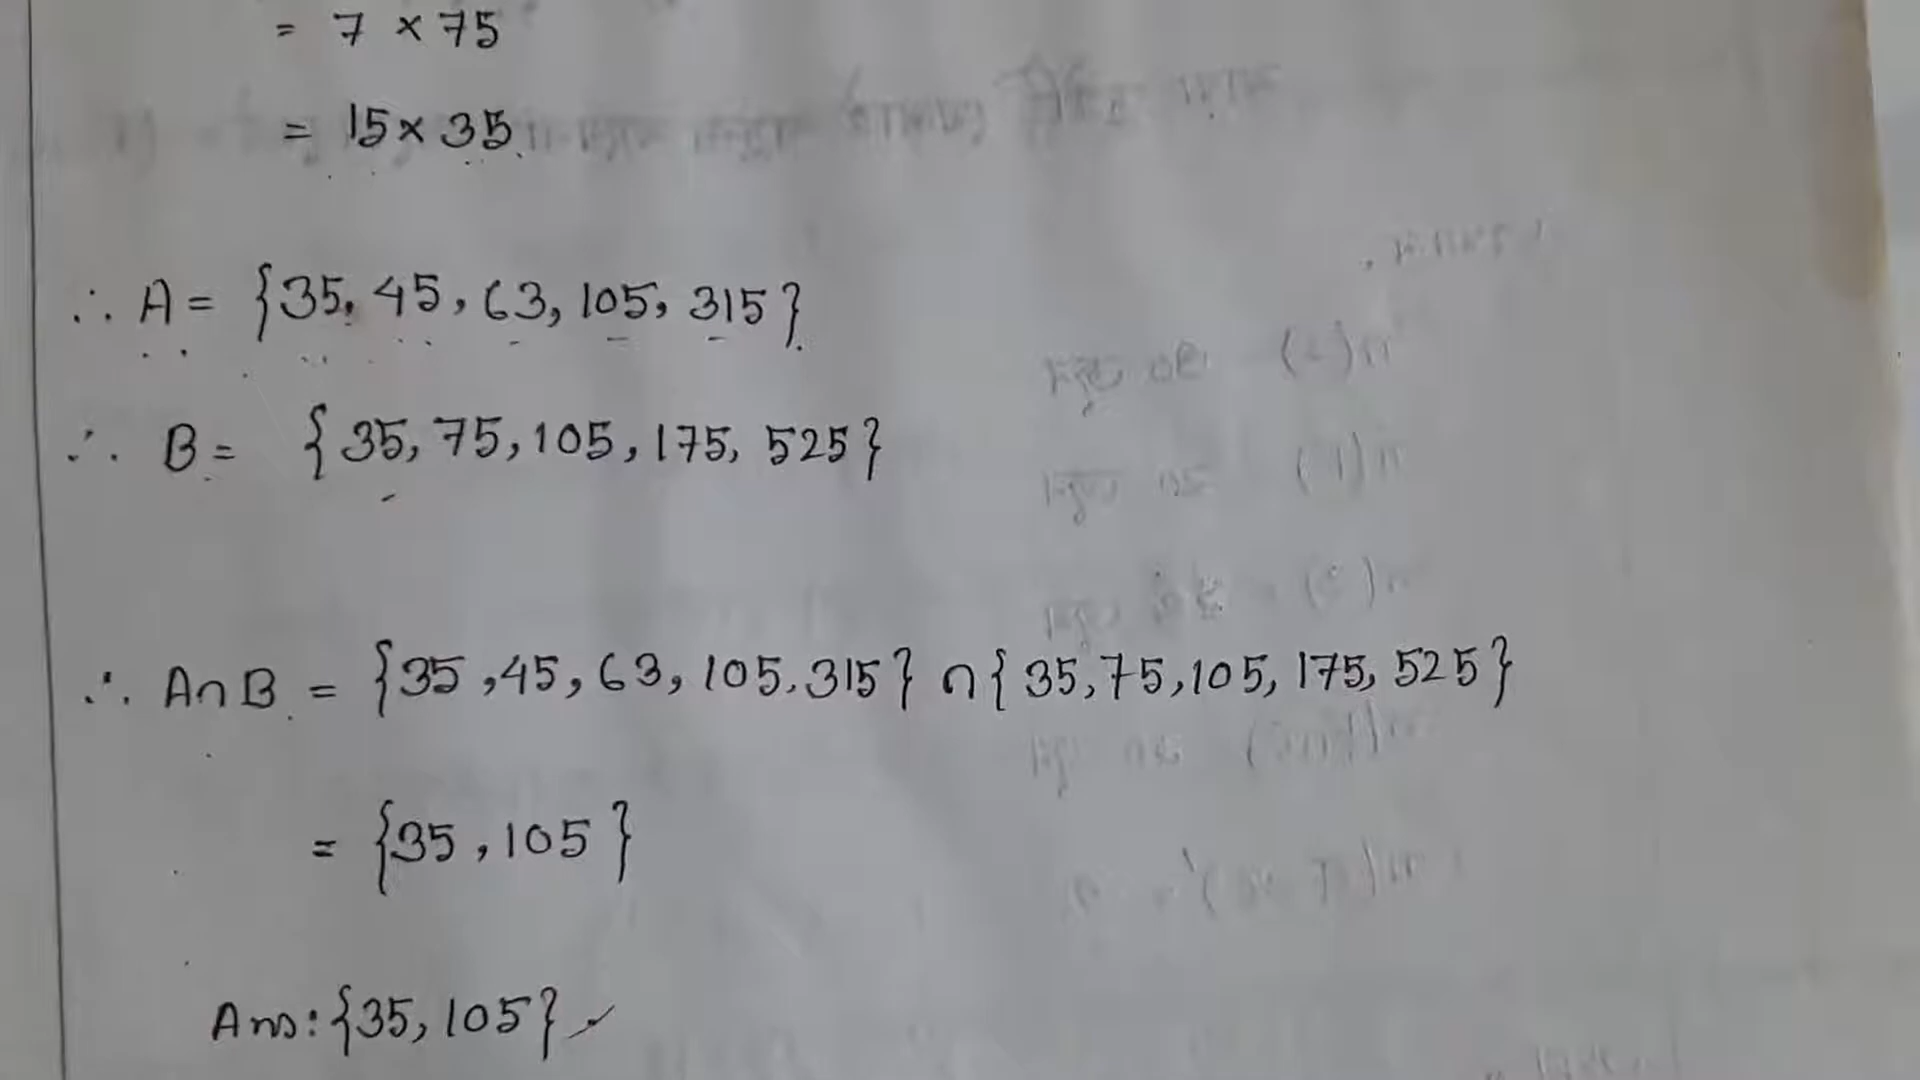 = 7 × 75
= 15 × 35
∴ A = {35, 45, 63, 105, 315}
∴ B = {35, 75, 105, 175, 525}
∴ A∩B = {35, 45, 63, 105, 315} ∩ {35, 75, 105, 175, 525}
= {35, 105}
Ans: {35, 105}